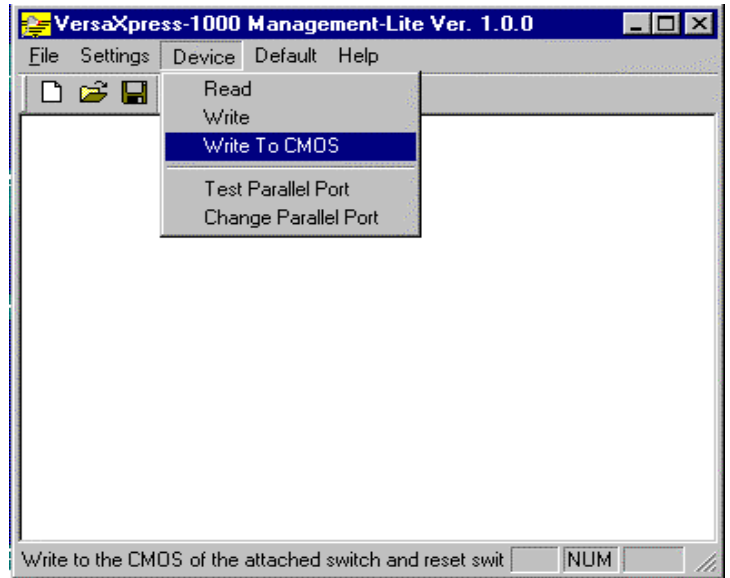 VersaXpress-1000 Management-Lite Ver. 1.0.0
File Settings Device Default Help
Read
Write
Write To CMOS
Test Parallel Port
Change Parallel Port
Write to the CMOS of the attached switch and reset swit NUM